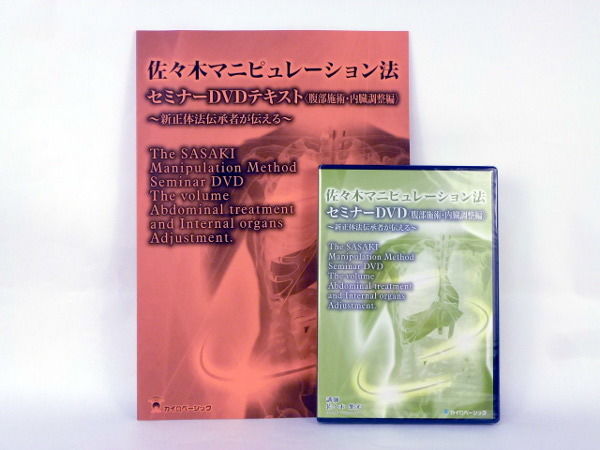 佐々木マニピュレーション法
セミナーDVDテキスト〈腹部施術・内臓調整編〉
～新正体法伝承者が伝える～
The SASAKI
Manipulation Method
Seminar DVD
The volume
Abdominal treatment
and Internal organs
Adjustment.
カイロベーシック
佐々木マニピュレーション法
セミナーDVD〈腹部施術・内臓調整編〉
～新正体法伝承者が伝える～
The SASAKI
Manipulation Method
Seminar DVD
The volume
Abdominal treatment
and Internal organs
Adjustment.
講師
カイロベーシック